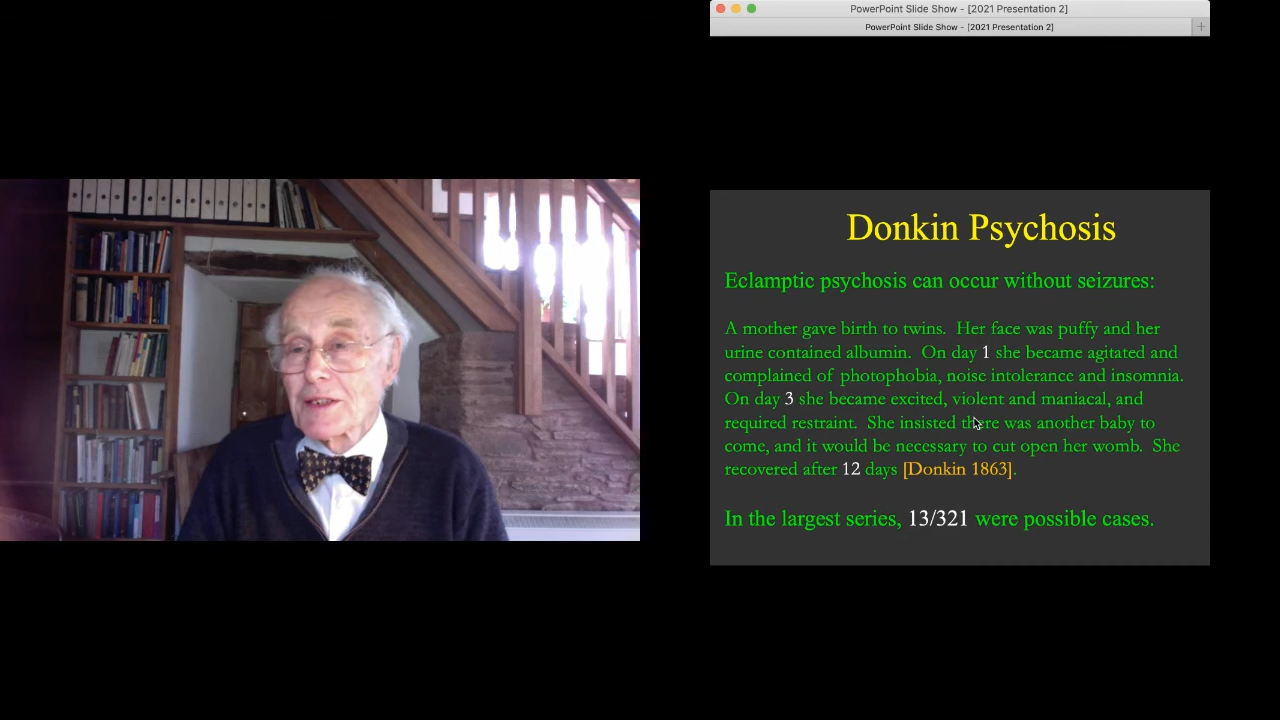 PowerPoint Slide Show - [2021 Presentation 2]
PowerPoint Slide Show - [2021 Presentation 2]
Donkin Psychosis
Eclamptic psychosis can occur without seizures:
A mother gave birth to twins. Her face was puffy and her
urine contained albumin. On day 1 she became agitated and
complained of photophobia, noise intolerance and insomnia.
On day 3 she became excited, violent and maniacal, and
required restraint. She insisted there was another baby to
come, and it would be necessary to cut open her womb. She
recovered after 12 days [Donkin 1863].
In the largest series, 13/321 were possible cases.